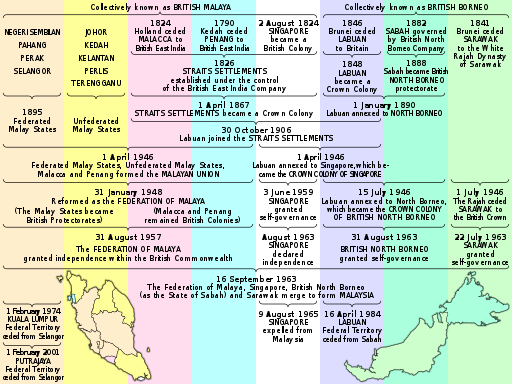 Collectively known as BRITISH MALAYA
Collectively known as BRITISH BORNEO
NEGERI SEMBILAN
PAHANG
PERAK
SELANGOR
JOHOR
KEDAH
KELANTAN
PERLIS
TERENGGANU
1824
Holland ceded
MALACCA to
British East India
1790
Kedah ceded
PENANG to
British East India
2 August 1824
SINGAPORE
became a
British Colony
1826
STRAITS SETTLEMENTS
established under the control
of the British East India Company
1846
Brunei ceded
LABUAN
to Britain
1848
LABUAN
became a
Crown Colony
1882
SABAH governed
by British North
Borneo Company
1888
Sabah became British
NORTH BORNEO
protectorate
1841
Brunei ceded
SARAWAK
to the White
Rajah Dynasty
of Sarawak
1895
Federated
Malay States
Unfederated
Malay States
1 April 1867
STRAITS SETTLEMENTS became a Crown Colony
1 January 1890
Labuan annexed to NORTH BORNEO
30 October 1906
Labuan joined the STRAITS SETTLEMENTS
1 April 1946
Federated Malay States, Unfederated Malay States,
Malacca and Penang formed the MALAYAN UNION
1 April 1946
Labuan annexed to Singapore, which be-
came the CROWN COLONY OF SINGAPORE
31 January 1948
Reformed as the FEDERATION OF MALAYA
(The Malay States became
British Protectorates)
(Malacca and Penang
remained British Colonies)
3 June 1959
SINGAPORE
granted
self-governance
15 July 1946
Labuan annexed to North Borneo,
which became the CROWN COLONY
OF BRITISH NORTH BORNEO
1 July 1946
The Rajah ceded
SARAWAK to
the British Crown
31 August 1957
The FEDERATION OF MALAYA
granted independence within the British Commonwealth
August 1963
SINGAPORE
declared
independence
31 August 1963
BRITISH NORTH BORNEO
granted self-governance
22 July 1963
SARAWAK
granted
self-governance
16 September 1963
The Federation of Malaya, Singapore, British North Borneo
(as the State of Sabah) and Sarawak merge to form MALAYSIA
1 February 1974
KUALA LUMPUR
Federal Territory
ceded from Selangor
1 February 2001
PUTRAJAYA
Federal Territory
ceded from Selangor
9 August 1965
SINGAPORE
expelled from
Malaysia
16 April 1984
LABUAN
Federal Territory
ceded from Sabah